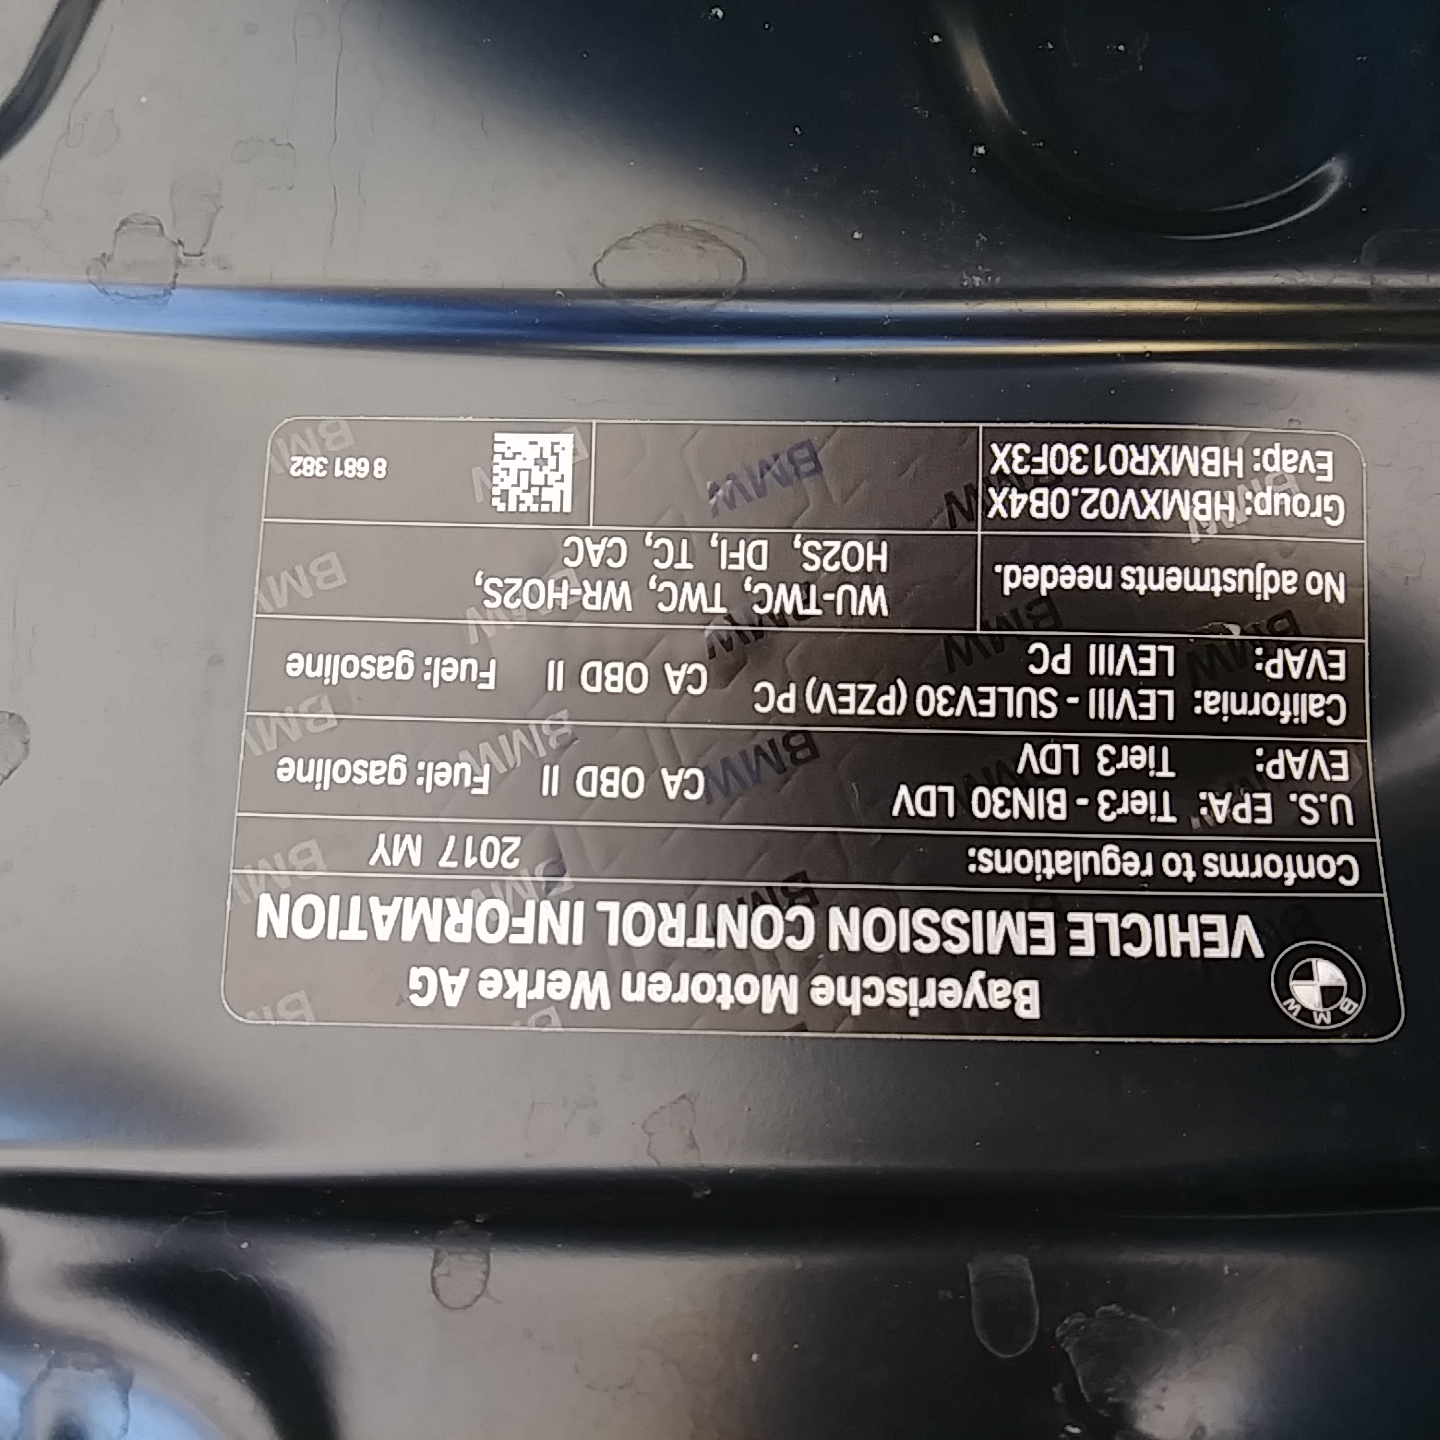 Bayerische Motoren Werke AG
VEHICLE EMISSION CONTROL INFORMATION
BMW
Conforms to regulations: 2017 MY
U.S. EPA: Tier3 - BIN30 LDV
EVAP: Tier3 LDV
CA OBD II Fuel: gasoline
California: LEVIII - SULEV30 (PZEV) PC
EVAP: LEVIII PC
CA OBD II Fuel: gasoline
No adjustments needed.
WU-TWC, TWC, WR-HO2S,
HO2S, DFI, TC, CAC
Group: HBMXV02.0B4X
Evap: HBMXR0130F3X
8 681 382